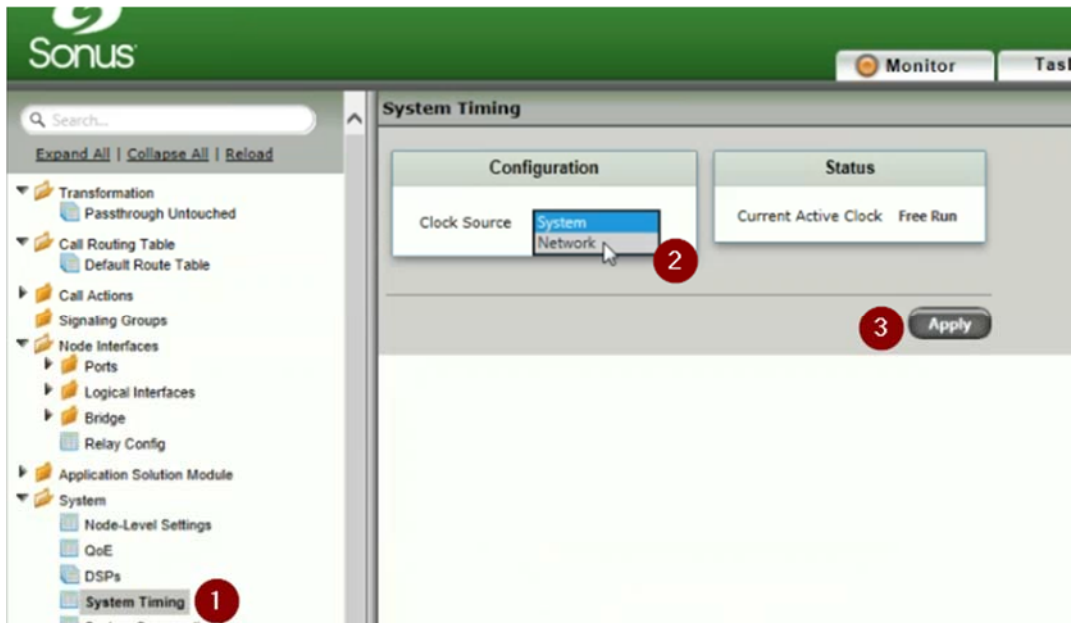 Sonus
Monitor
Search...
Expand All | Collapse All | Reload
Transformation
Passthrough Untouched
Call Routing Table
Default Route Table
Call Actions
Signaling Groups
Node Interfaces
Ports
Logical Interfaces
Bridge
Relay Config
Application Solution Module
System
Node-Level Settings
QoE
DSPs
System Timing 1
System Timing
Configuration
Clock Source System
Network
2
Status
Current Active Clock Free Run
3 Apply